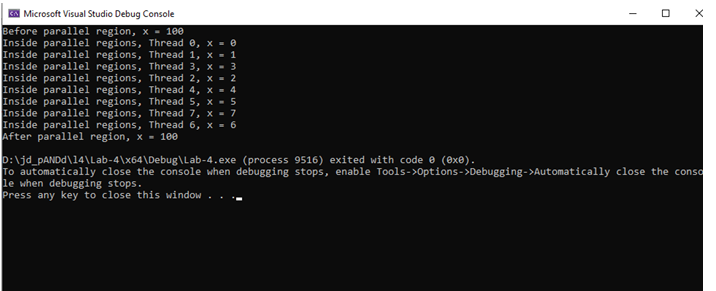 Microsoft Visual Studio Debug Console
Before parallel region, x = 100
Inside parallel regions, Thread 0, x = 0
Inside parallel regions, Thread 1, x = 1
Inside parallel regions, Thread 3, x = 3
Inside parallel regions, Thread 2, x = 2
Inside parallel regions, Thread 4, x = 4
Inside parallel regions, Thread 5, x = 5
Inside parallel regions, Thread 7, x = 7
Inside parallel regions, Thread 6, x = 6
After parallel region, x = 100
D:\jd_pANDd\l4\Lab-4\x64\Debug\Lab-4.exe (process 9516) exited with code 0 (0x0).
To automatically close the console when debugging stops, enable Tools->Options->Debugging->Automatically close the conso
le when debugging stops.
Press any key to close this window . . .